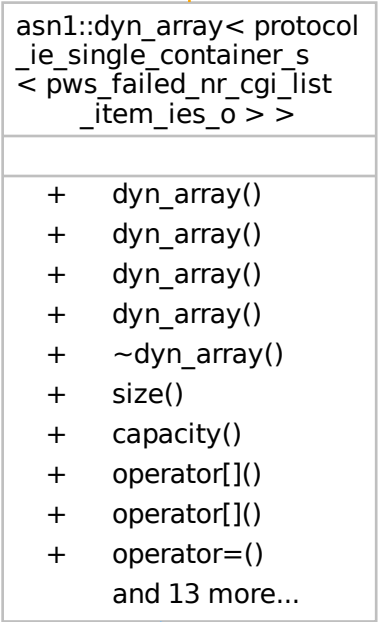 asn1::dyn_array< protocol
_ie_single_container_s
< pws_failed_nr_cgi_list
_item_ies_o > >
+ dyn_array()
+ dyn_array()
+ dyn_array()
+ dyn_array()
+ ~dyn_array()
+ size()
+ capacity()
+ operator[]()
+ operator[]()
+ operator=()
and 13 more...